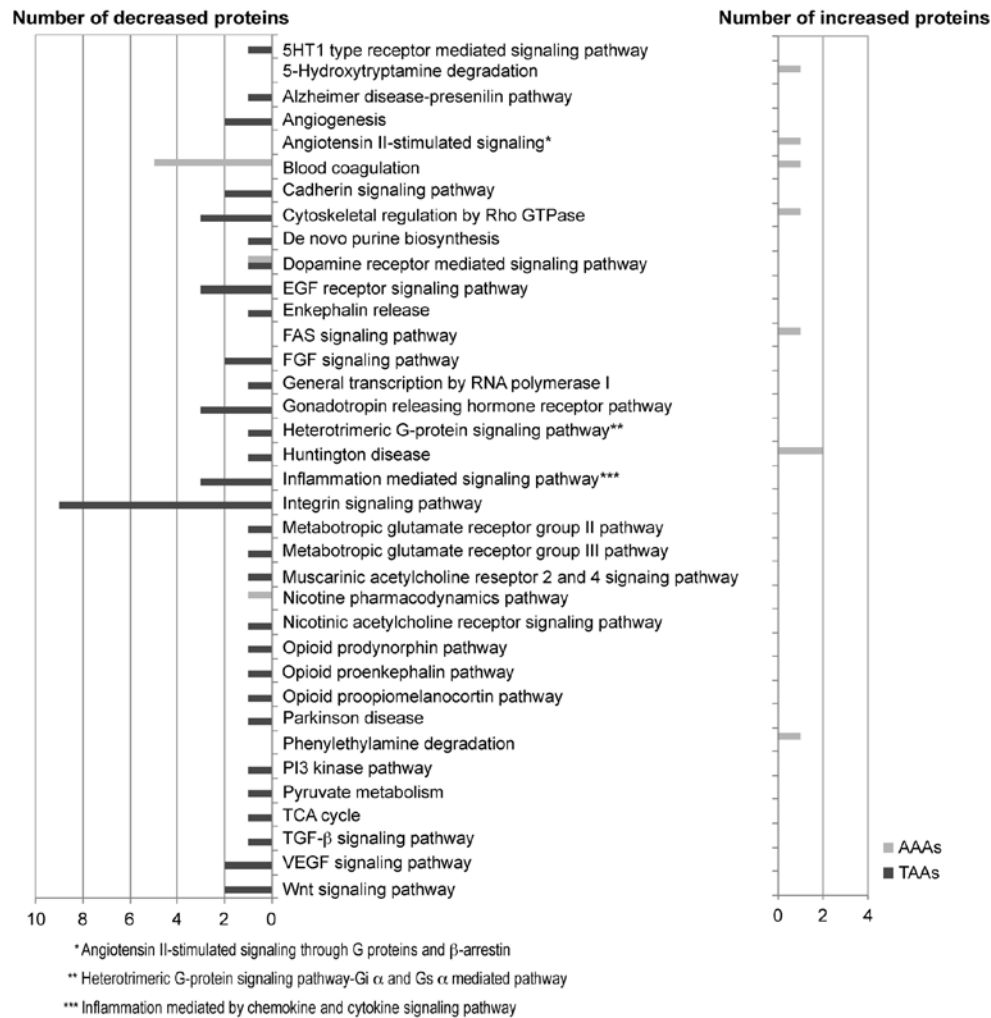 Number of decreased proteins
Number of increased proteins
5HT1 type receptor mediated signaling pathway
5-Hydroxytryptamine degradation
Alzheimer disease-presenilin pathway
Angiogenesis
Angiotensin II-stimulated signaling*
Blood coagulation
Cadherin signaling pathway
Cytoskeletal regulation by Rho GTPase
De novo purine biosynthesis
Dopamine receptor mediated signaling pathway
EGF receptor signaling pathway
Enkephalin release
FAS signaling pathway
FGF signaling pathway
General transcription by RNA polymerase I
Gonadotropin releasing hormone receptor pathway
Heterotrimeric G-protein signaling pathway**
Huntington disease
Inflammation mediated signaling pathway***
Integrin signaling pathway
Metabotropic glutamate receptor group II pathway
Metabotropic glutamate receptor group III pathway
Muscarinic acetylcholine reseptor 2 and 4 signaing pathway
Nicotine pharmacodynamics pathway
Nicotinic acetylcholine receptor signaling pathway
Opioid prodynorphin pathway
Opioid proenkephalin pathway
Opioid proopiomelanocortin pathway
Parkinson disease
Phenylethylamine degradation
PI3 kinase pathway
Pyruvate metabolism
TCA cycle
TGF-β signaling pathway
VEGF signaling pathway
Wnt signaling pathway
AAAs
TAAs
10 8 6 4 2 0
0 2 4
*Angiotensin II-stimulated signaling through G proteins and β-arrestin
** Heterotrimeric G-protein signaling pathway-Gi α and Gs α mediated pathway
*** Inflammation mediated by chemokine and cytokine signaling pathway